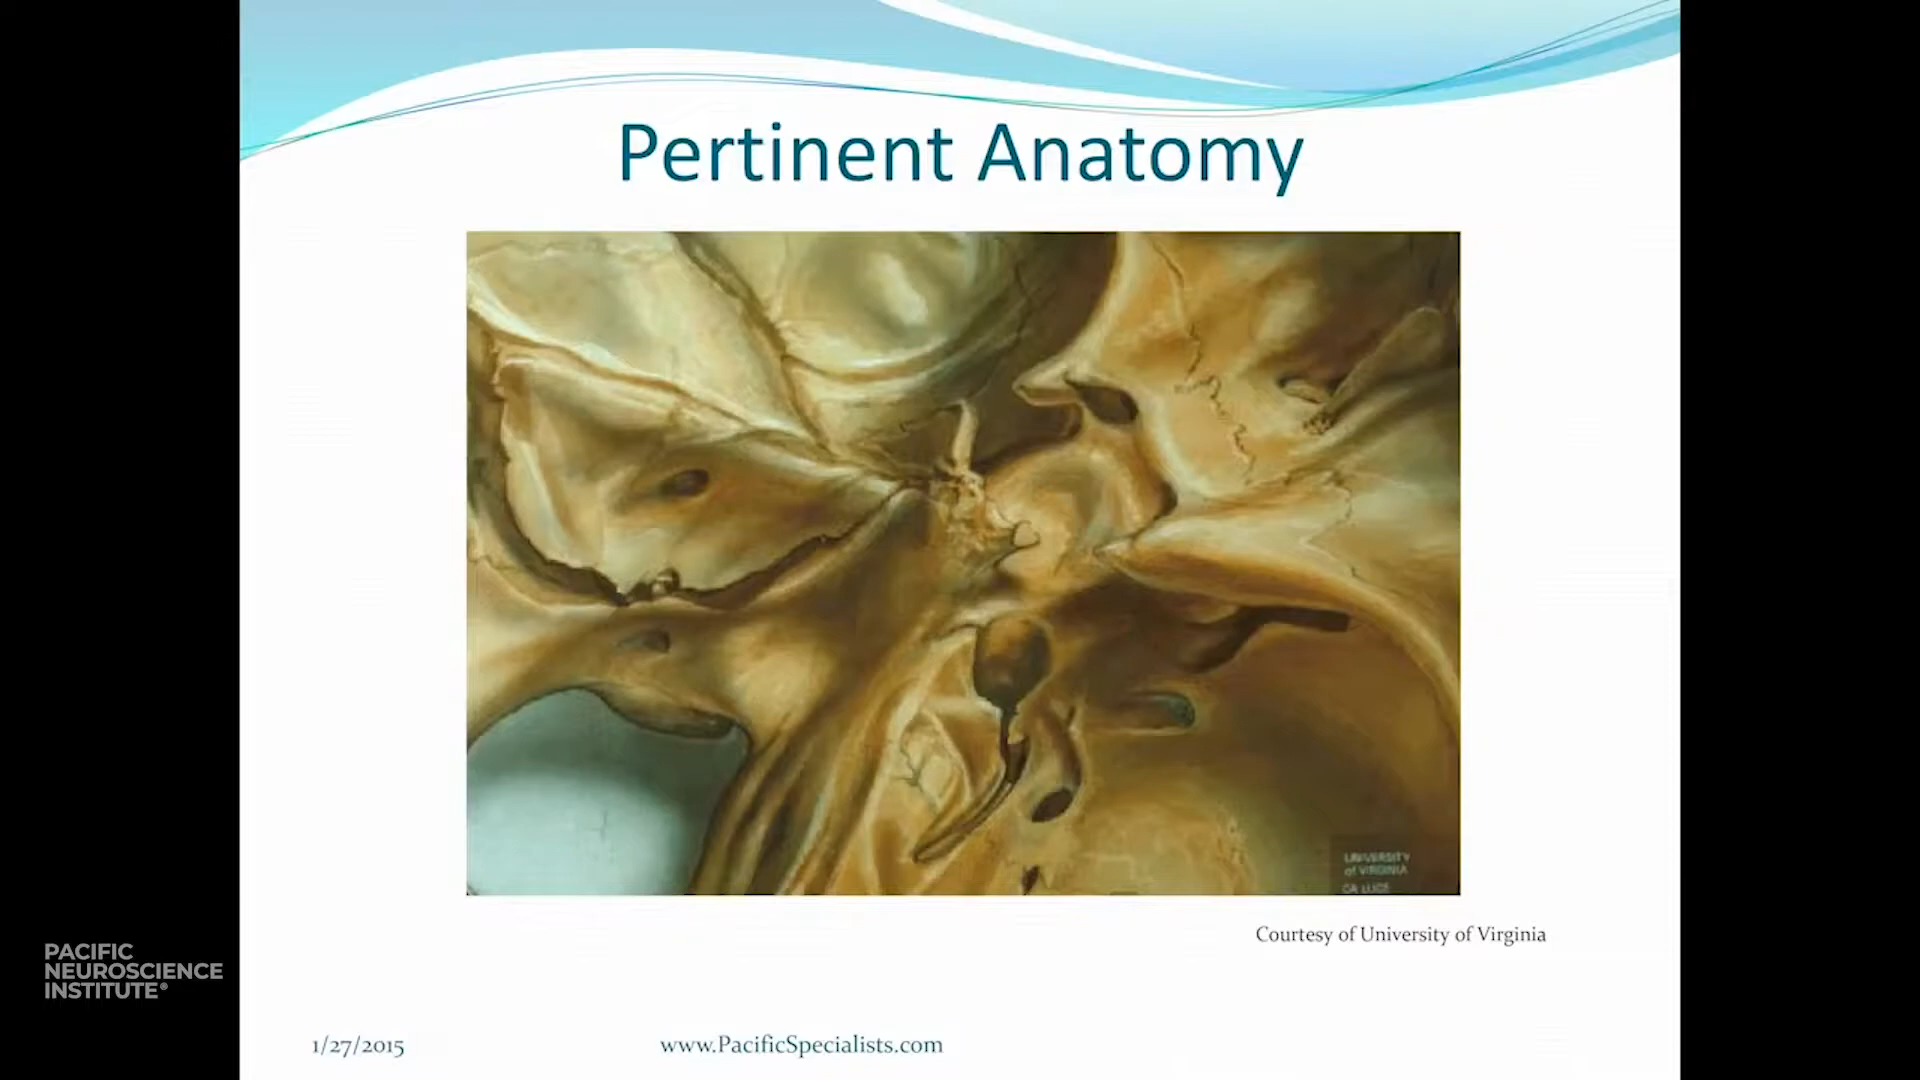 Pertinent Anatomy
UNIVERSITY
of VIRGINIA
Courtesy of University of Virginia
PACIFIC
NEUROSCIENCE
INSTITUTE®
1/27/2015
www.PacificSpecialists.com